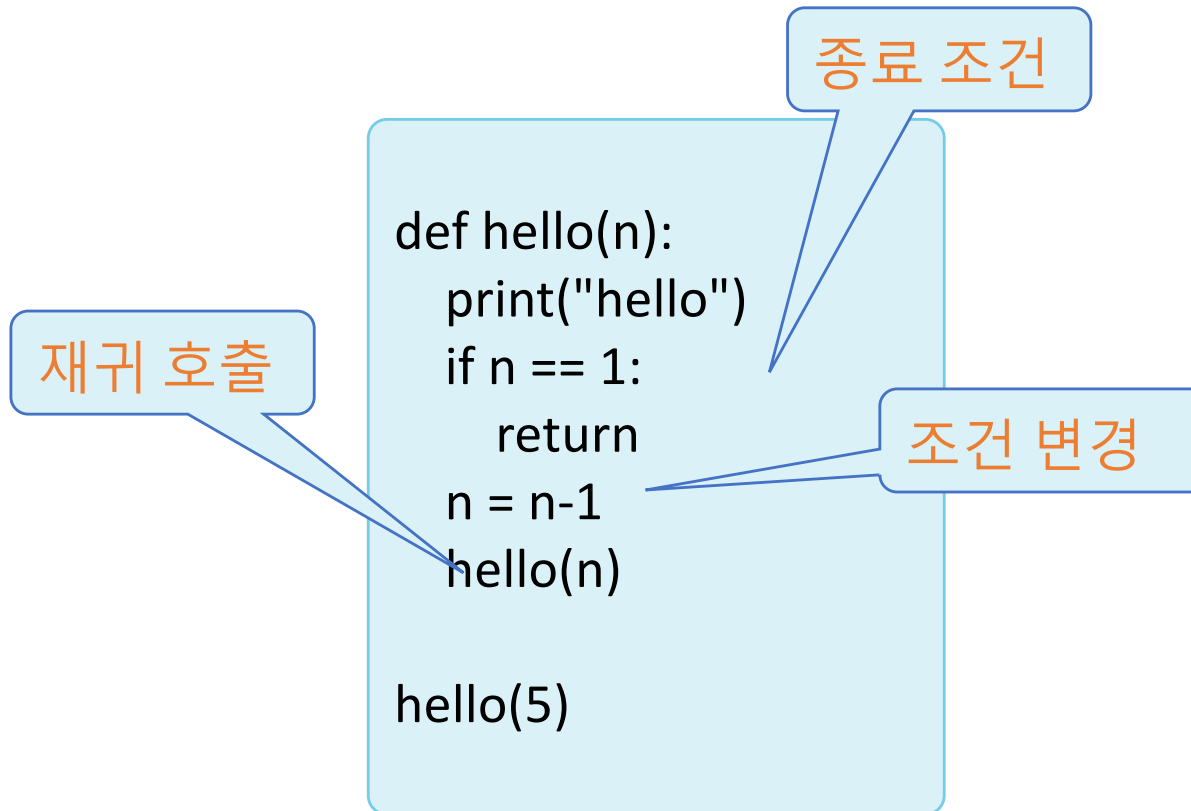 종료 조건
def hello(n):
print("hello")
재귀 호출
if n == 1:
return
조건 변경
n = n-1
hello(n)
hello(5)